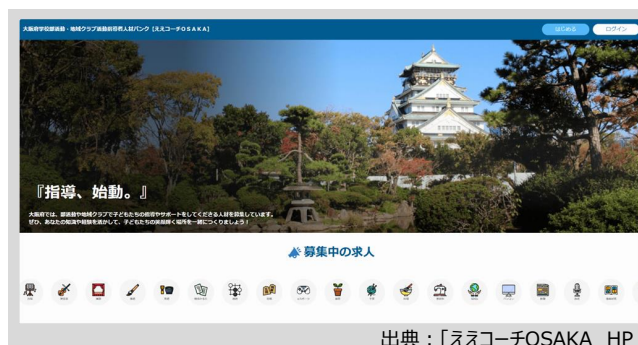 大阪府学校部活動・地域クラブ活動指導者人材バンク［ええコーチOSAKA］
はじめる
ログイン
『指導、始動。』
大阪府では、部活動や地域クラブで子どもたちの指導やサポートをしてくださる人材を募集しています。
ぜひ、あなたの知識や経験を活かして、子どもたちの笑顔輝く場所を一緒につくりましょう！
募集中の求人
出典：「ええコーチOSAKA　HP